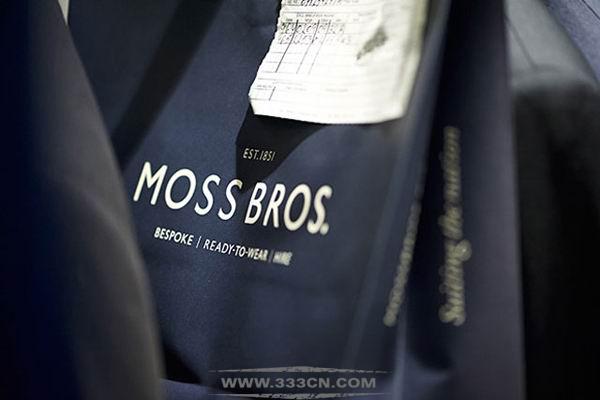 EST.1851
MOSS BROS.
BESPOKE / READY-TO-WEAR | HIRE
Suiting the nation
WWW.333CN.COM